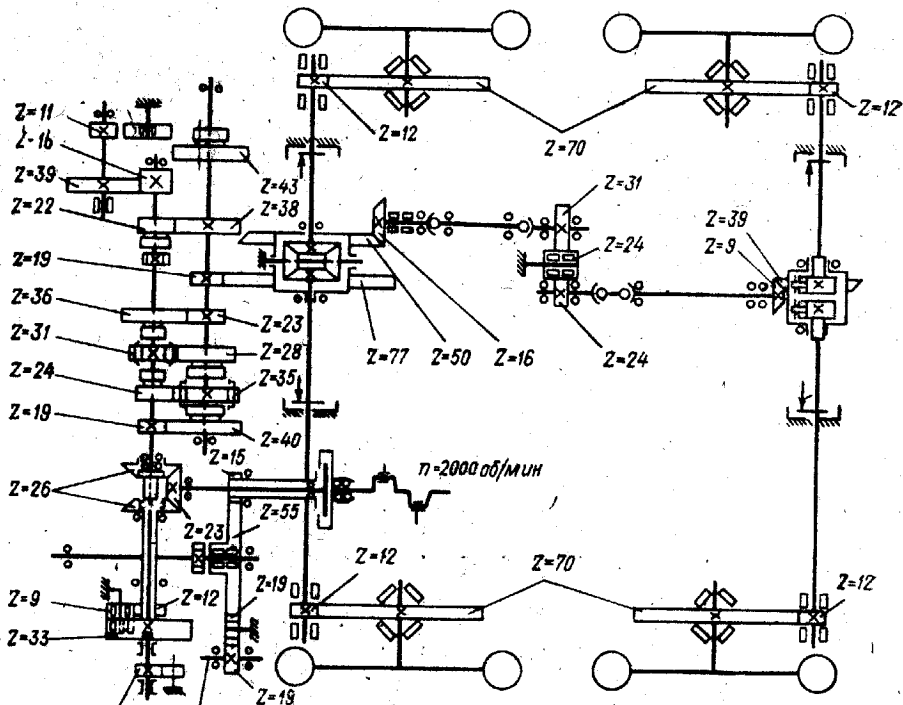 Z=11
Z-16
Z=39
Z=22
Z=19
Z=36
Z=31
Z=24
Z=19
Z=26
Z=9
Z=33
Z=43
Z=38
Z=23
Z=28
Z=35
Z=40
Z=15
Z=55
Z=23
Z=12
Z=19
Z=19
Z=12
Z=70
Z=12
Z=31
Z=24
Z=24
Z=39
Z=9
Z=77
Z=50
Z=16
n=2000 об/мин
Z=12
Z=70
Z=12